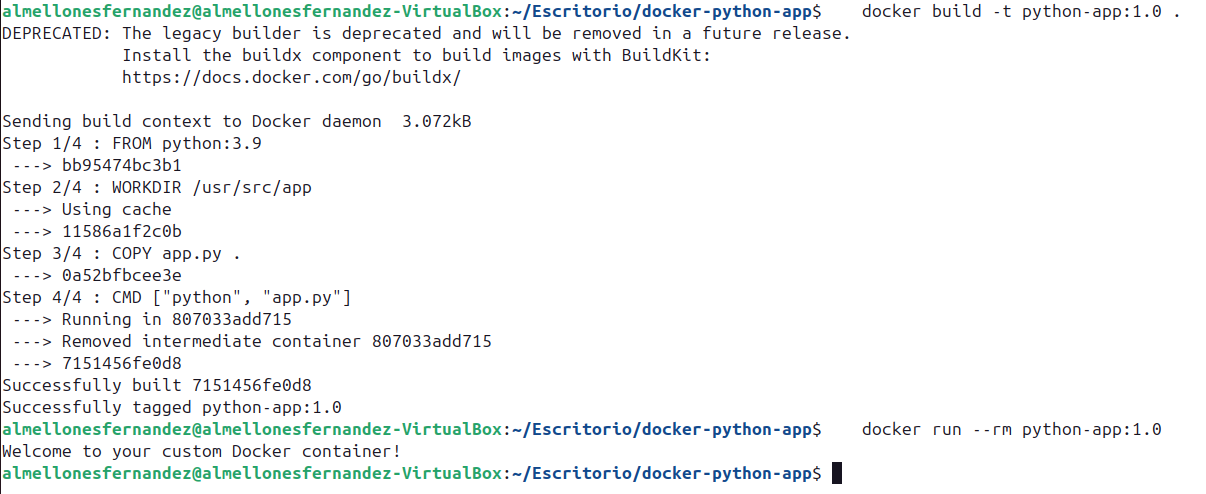 almellonesfernandez@almellonesfernandez-VirtualBox:~/Escritorio/docker-python-app$    docker build -t python-app:1.0 .
DEPRECATED: The legacy builder is deprecated and will be removed in a future release.
            Install the buildx component to build images with BuildKit:
            https://docs.docker.com/go/buildx/

Sending build context to Docker daemon  3.072kB
Step 1/4 : FROM python:3.9
 ---> bb95474bc3b1
Step 2/4 : WORKDIR /usr/src/app
 ---> Using cache
 ---> 11586a1f2c0b
Step 3/4 : COPY app.py .
 ---> 0a52bfbcee3e
Step 4/4 : CMD ["python", "app.py"]
 ---> Running in 807033add715
 ---> Removed intermediate container 807033add715
 ---> 7151456fe0d8
Successfully built 7151456fe0d8
Successfully tagged python-app:1.0
almellonesfernandez@almellonesfernandez-VirtualBox:~/Escritorio/docker-python-app$    docker run --rm python-app:1.0
Welcome to your custom Docker container!
almellonesfernandez@almellonesfernandez-VirtualBox:~/Escritorio/docker-python-app$